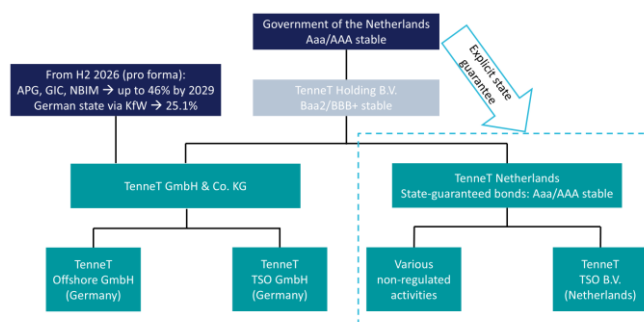 Government of the Netherlands
Aaa/AAA stable
Explicit state
guarantee
From H2 2026 (pro forma):
APG, GIC, NBIM → up to 46% by 2029
German state via KfW → 25.1%
TenneT Holding B.V.
Baa2/BBB+ stable
TenneT GmbH & Co. KG
TenneT Netherlands
State-guaranteed bonds: Aaa/AAA stable
TenneT
Offshore GmbH
(Germany)
TenneT
TSO GmbH
(Germany)
Various
non-regulated
activities
TenneT
TSO B.V.
(Netherlands)